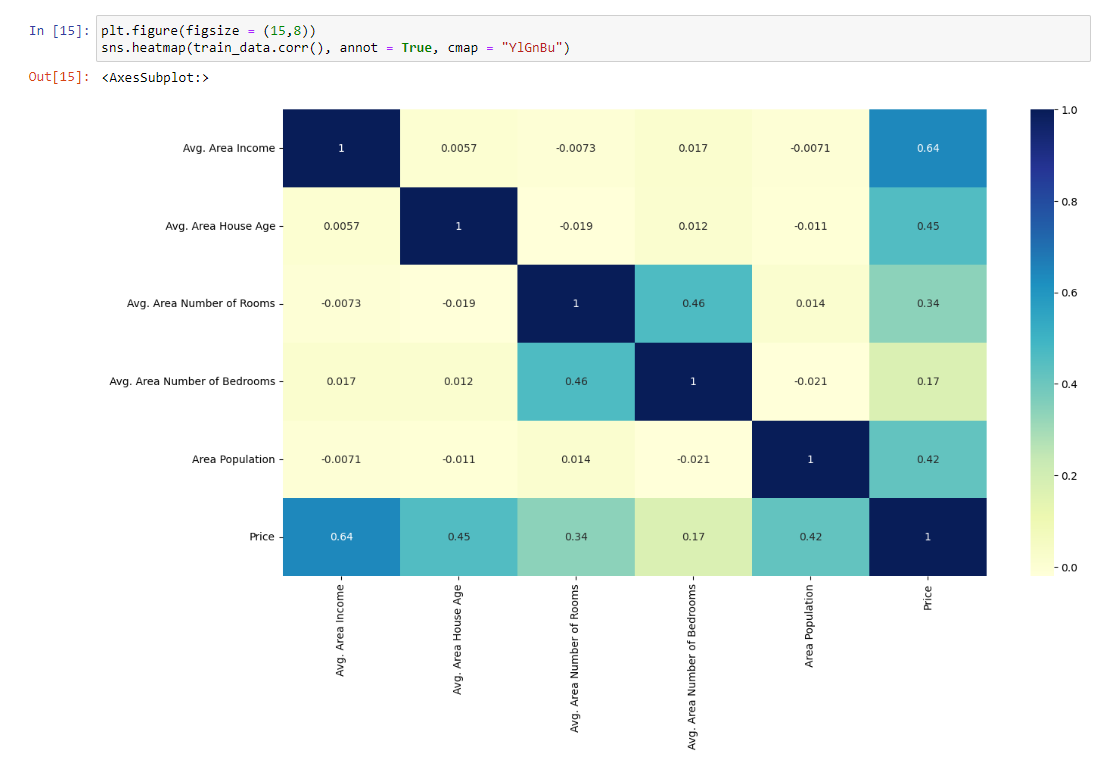 In [15]: plt.figure(figsize = (15,8))
sns.heatmap(train_data.corr(), annot = True, cmap = "YlGnBu")
Out[15]: <AxesSubplot:>
1.0
Avg. Area Income 1 0.0057 -0.0073 0.017 -0.0071 0.64
0.8
Avg. Area House Age 0.0057 1 -0.019 0.012 -0.011 0.45
0.6
Avg. Area Number of Rooms -0.0073 -0.019 1 0.46 0.014 0.34
Avg. Area Number of Bedrooms 0.017 0.012 0.46 1 -0.021 0.17
0.4
Area Population -0.0071 -0.011 0.014 -0.021 1 0.42
0.2
Price 0.64 0.45 0.34 0.17 0.42 1
0.0
Avg. Area Income
Avg. Area House Age
Avg. Area Number of Rooms
Avg. Area Number of Bedrooms
Area Population
Price